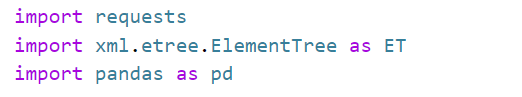 import requests
import xml.etree.ElementTree as ET
import pandas as pd